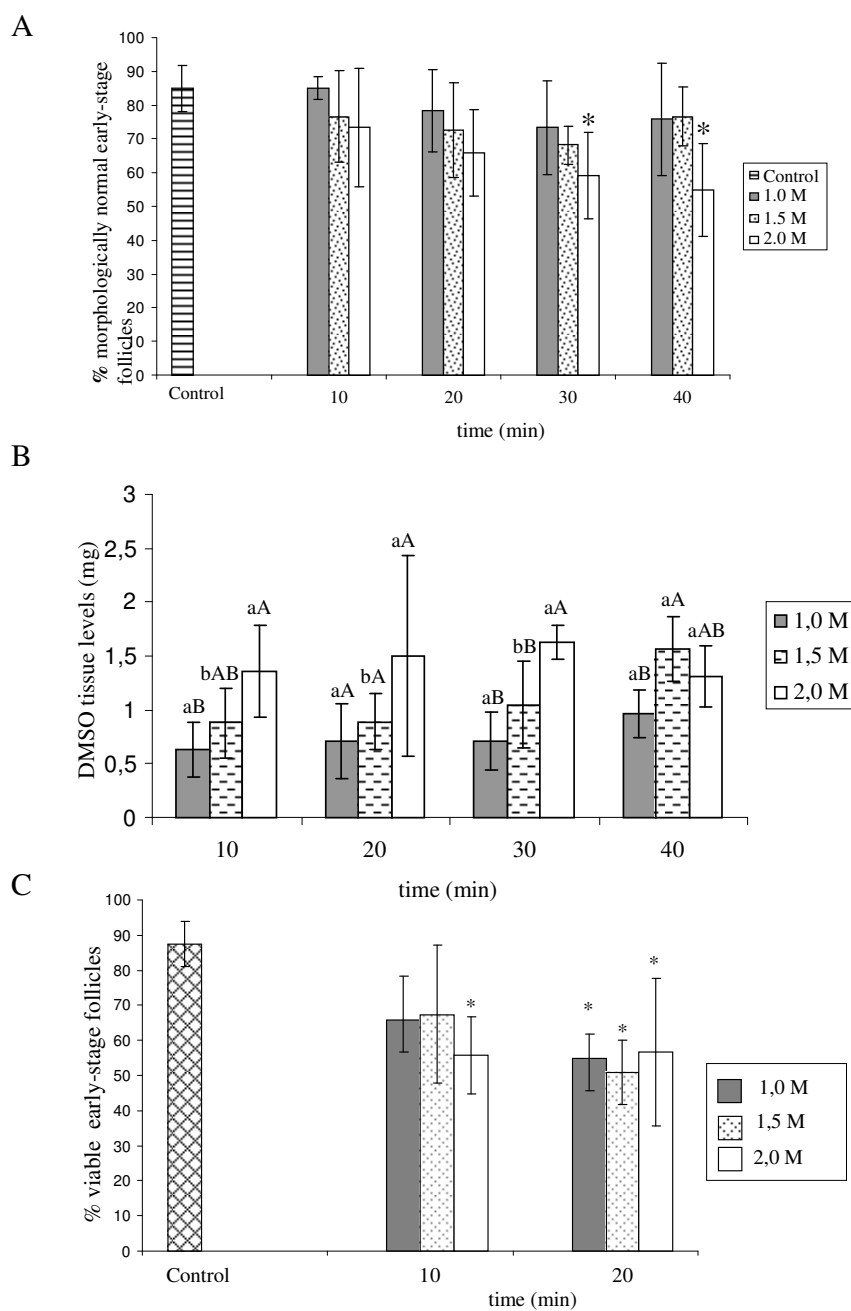 A
100
90
80
70
60
50
40
30
20
10
0
% morphologically normal early-stage
follicles
* *
Control 10 20 30 40
time (min)
Control
1.0 M
1.5 M
2.0 M
B
3
2,5
2
1,5
1
0,5
0
DMSO tissue levels (mg)
aB bAB aA aA bA aA aB bB aA aB aA aAB
10 20 30 40
time (min)
1,0 M
1,5 M
2,0 M
C
100
90
80
70
60
50
40
30
20
10
0
% viable early-stage follicles
* * * *
Control 10 20
time (min)
1,0 M
1,5 M
2,0 M